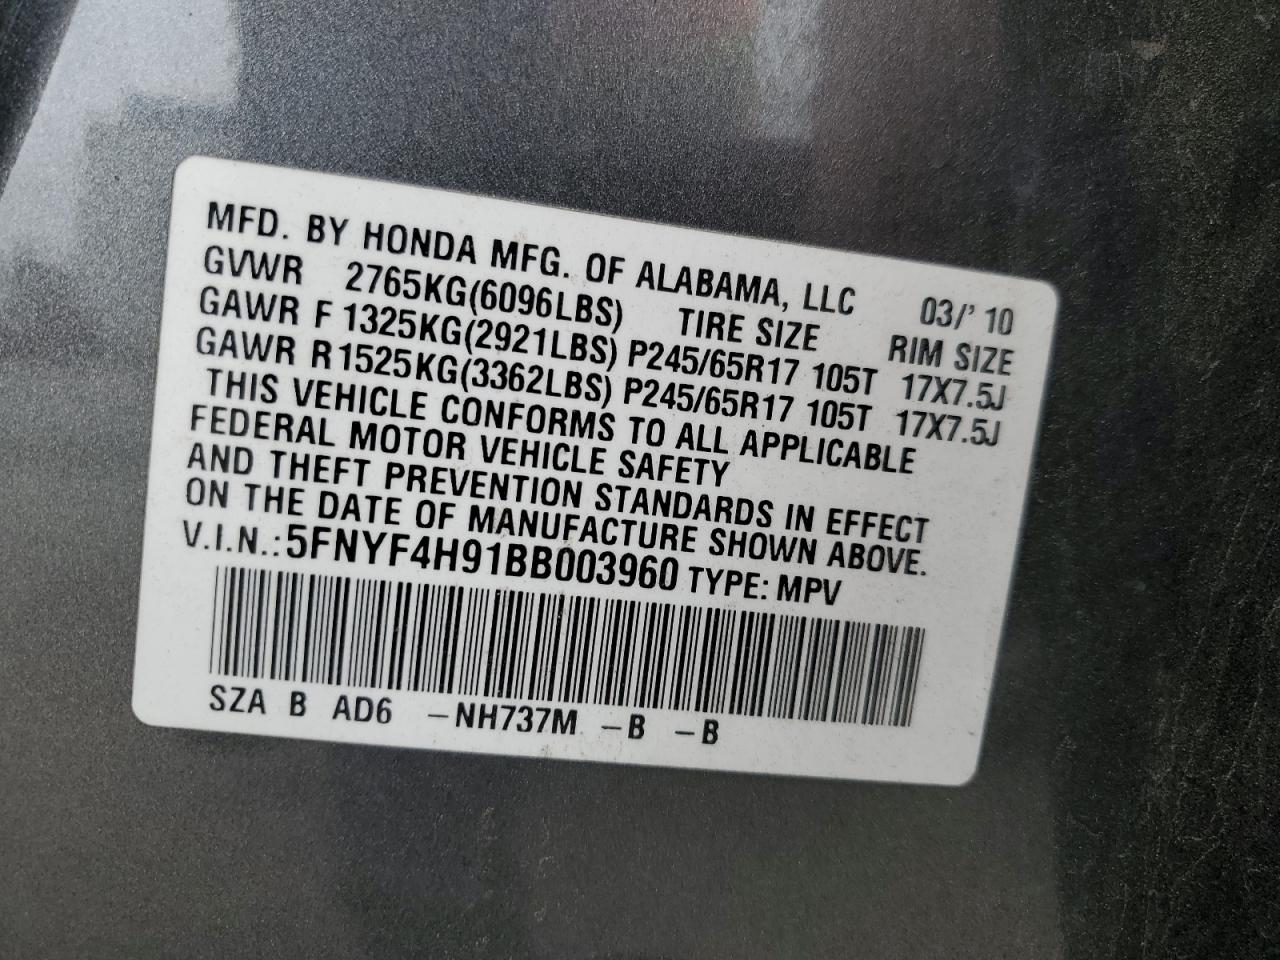 MFD. BY HONDA MFG. OF ALABAMA, LLC 03/' 10
GVWR 2765KG(6096LBS) TIRE SIZE RIM SIZE
GAWR F 1325KG(2921LBS) P245/65R17 105T 17X7.5J
GAWR R 1525KG(3362LBS) P245/65R17 105T 17X7.5J
THIS VEHICLE CONFORMS TO ALL APPLICABLE
FEDERAL MOTOR VEHICLE SAFETY
AND THEFT PREVENTION STANDARDS IN EFFECT
ON THE DATE OF MANUFACTURE SHOWN ABOVE.
V.I.N.: 5FNYF4H91BB003960 TYPE: MPV
SZA B AD6 -NH737M -B -B